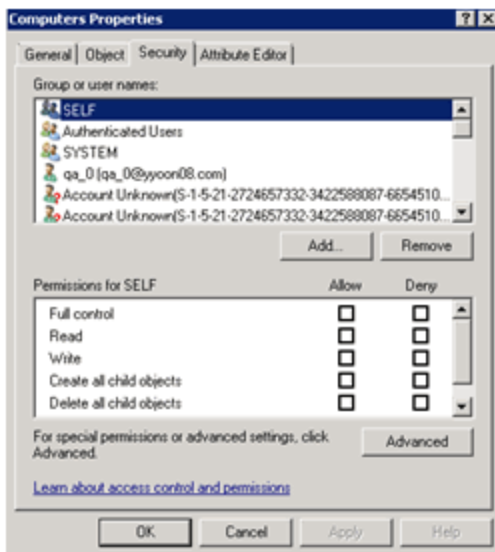 Computers Properties
General Object Security Attribute Editor
Group or user names:
SELF
Authenticated Users
SYSTEM
qa_0 (qa_0@yyoon08.com)
Account Unknown(S-1-5-21-2724657332-3422588087-6654510...
Account Unknown(S-1-5-21-2724657332-3422588087-6654510...
Add... Remove
Permissions for SELF Allow Deny
Full control
Read
Write
Create all child objects
Delete all child objects
For special permissions or advanced settings, click
Advanced.
Advanced
Learn about access control and permissions
OK Cancel Apply Help